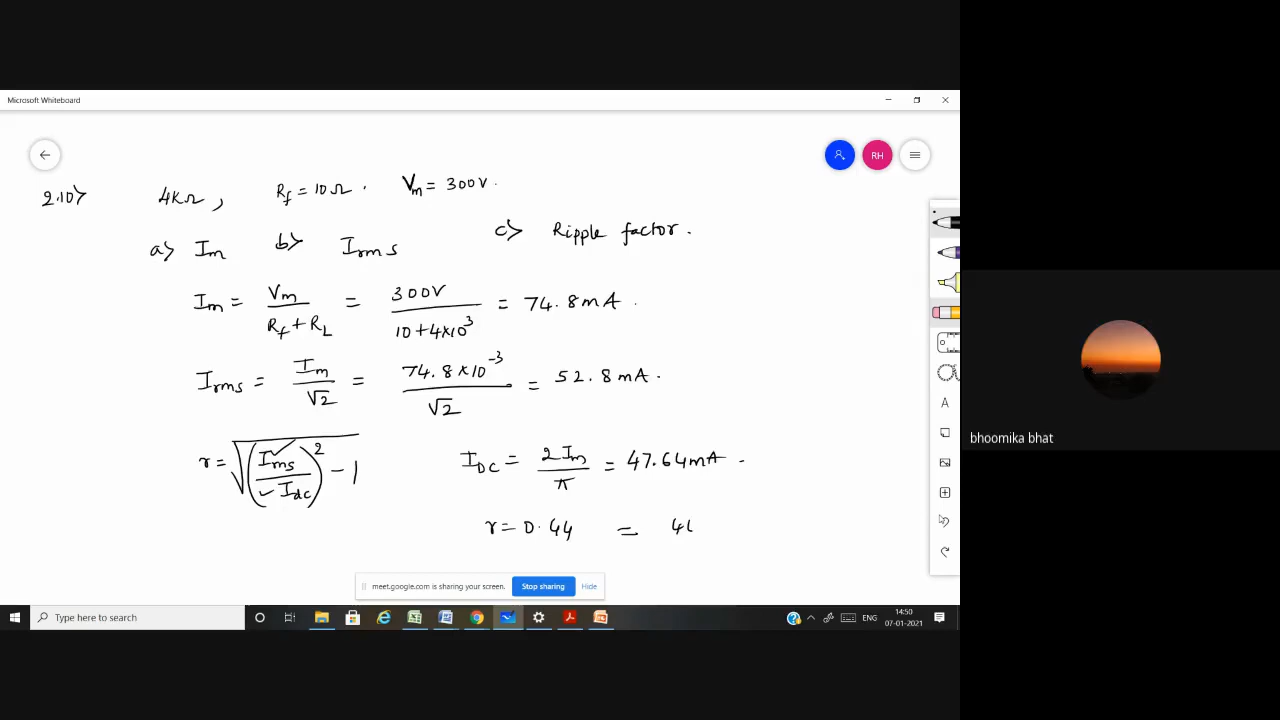 Microsoft Whiteboard
RH
2.10> 4KΩ, Rf = 10Ω. Vm = 300V.
a> Im b> Irms c> Ripple factor.
Im = Vm / Rf + RL = 300V / 10+4×10³ = 74.8mA.
Irms = Im / √2 = 74.8×10⁻³ / √2 = 52.8mA.
r = √(Irms / Idc)² - 1 IDC = 2Im / π = 47.64mA.
r = 0.44 =
bhoomika bhat
meet.google.com is sharing your screen. Stop sharing Hide
Type here to search
ENG
14:50
07-01-2021